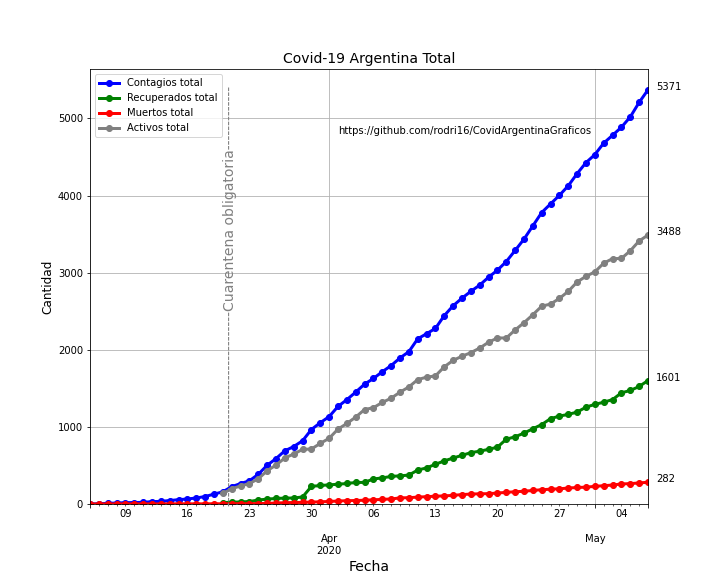 Covid-19 Argentina Total
Contagios total
Recuperados total
Muertos total
Activos total
https://github.com/rodri16/CovidArgentinaGraficos
Cuarentena obligatoria
Cantidad
5000
4000
3000
2000
1000
0
5371
3488
1601
282
09 16 23 30 06 13 20 27 04
Apr May
2020
Fecha